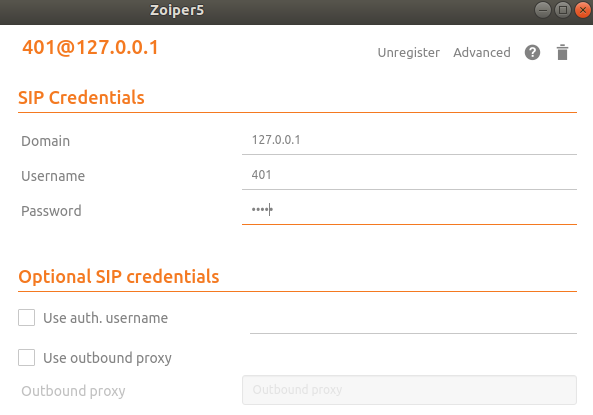 Zoiper5
401@127.0.0.1
Unregister Advanced ?
SIP Credentials
Domain 127.0.0.1
Username 401
Password •••••
Optional SIP credentials
Use auth. username
Use outbound proxy
Outbound proxy Outbound proxy